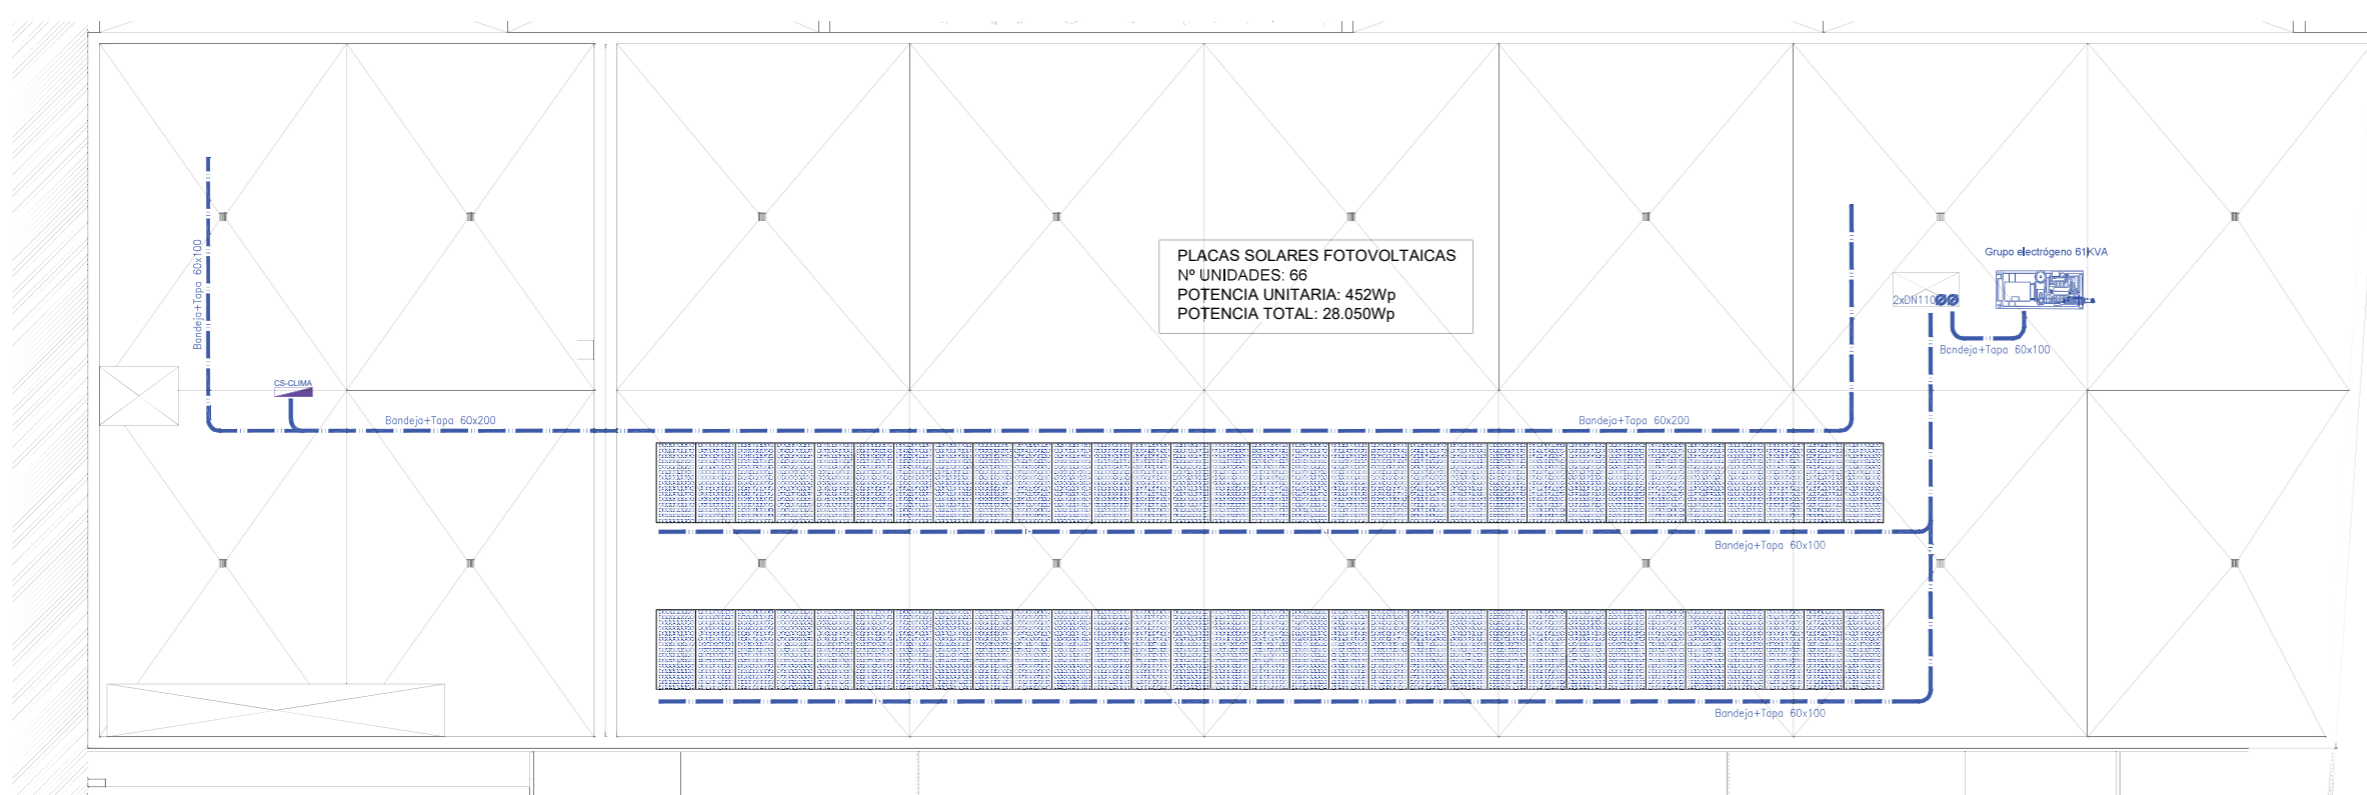 Bandeja+Tapa 60x100
CS-CLIMA
Bandeja+Tapa 60x200
PLACAS SOLARES FOTOVOLTAICAS
Nº UNIDADES: 66
POTENCIA UNITARIA: 452Wp
POTENCIA TOTAL: 28.050Wp
Grupo electrógeno 61KVA
2xDN110
Bandeja+Tapa 60x100
Bandeja+Tapa 60x200
Bandeja+Tapa 60x100
Bandeja+Tapa 60x100